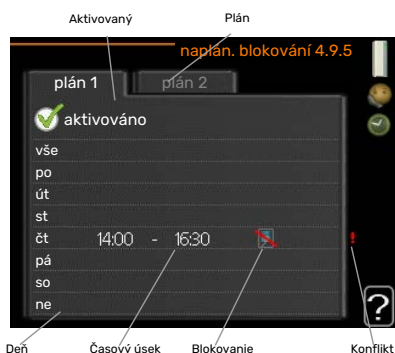 Aktivovaný Plán
naplán. blokování 4.9.5
plán 1 plán 2
aktivováno
vše
po
út
st
čt 14:00 - 16:30 !
pá
so
ne
?
Deň Časový úsek Blokovanie Konflikt